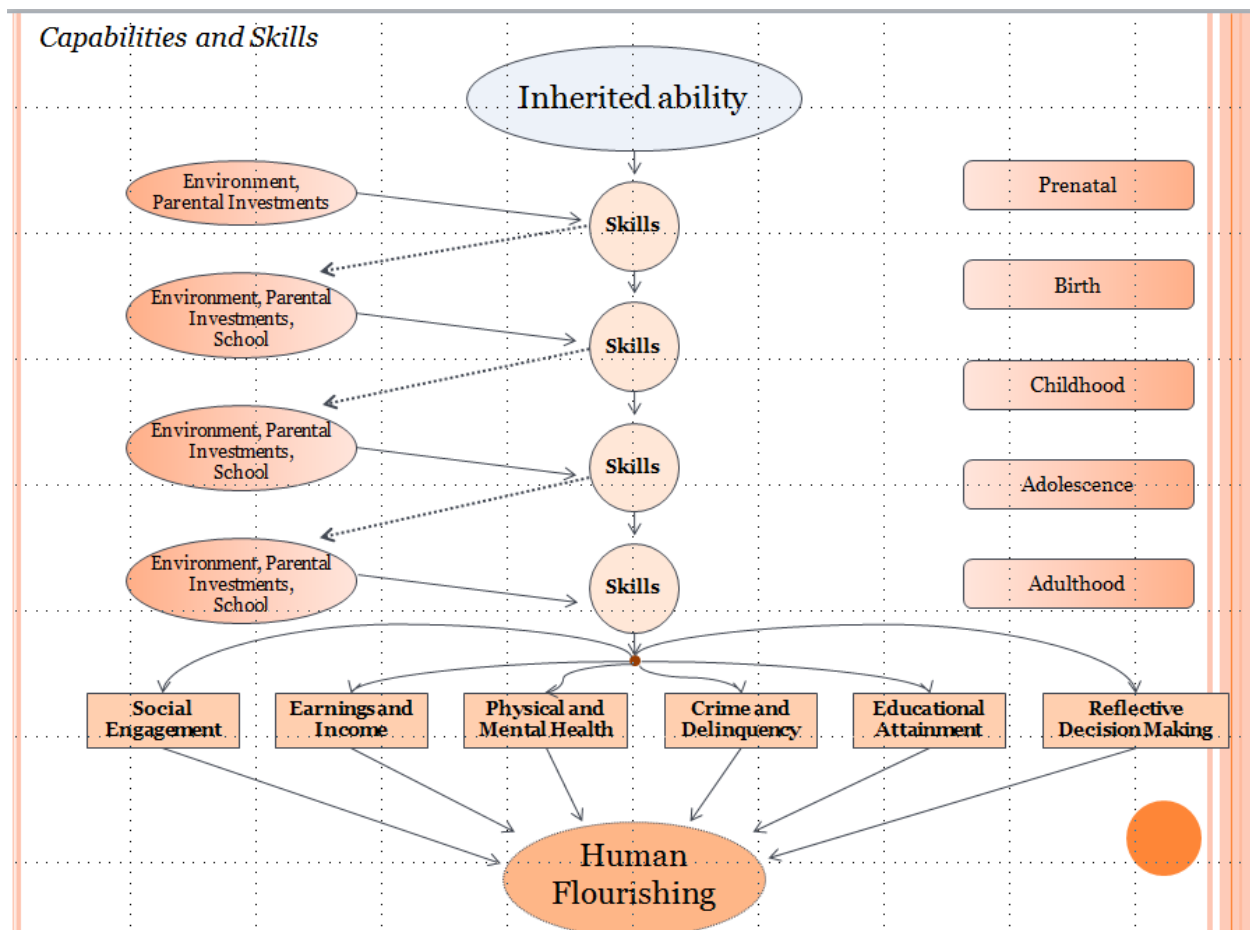 Capabilities and Skills
Inherited ability
Environment,
Parental Investments
Prenatal
Skills
Birth
Environment, Parental
Investments,
School
Skills
Childhood
Environment, Parental
Investments,
School
Skills
Adolescence
Environment, Parental
Investments,
School
Skills
Adulthood
Social
Engagement
Earnings and
Income
Physical and
Mental Health
Crime and
Delinquency
Educational
Attainment
Reflective
Decision Making
Human
Flourishing